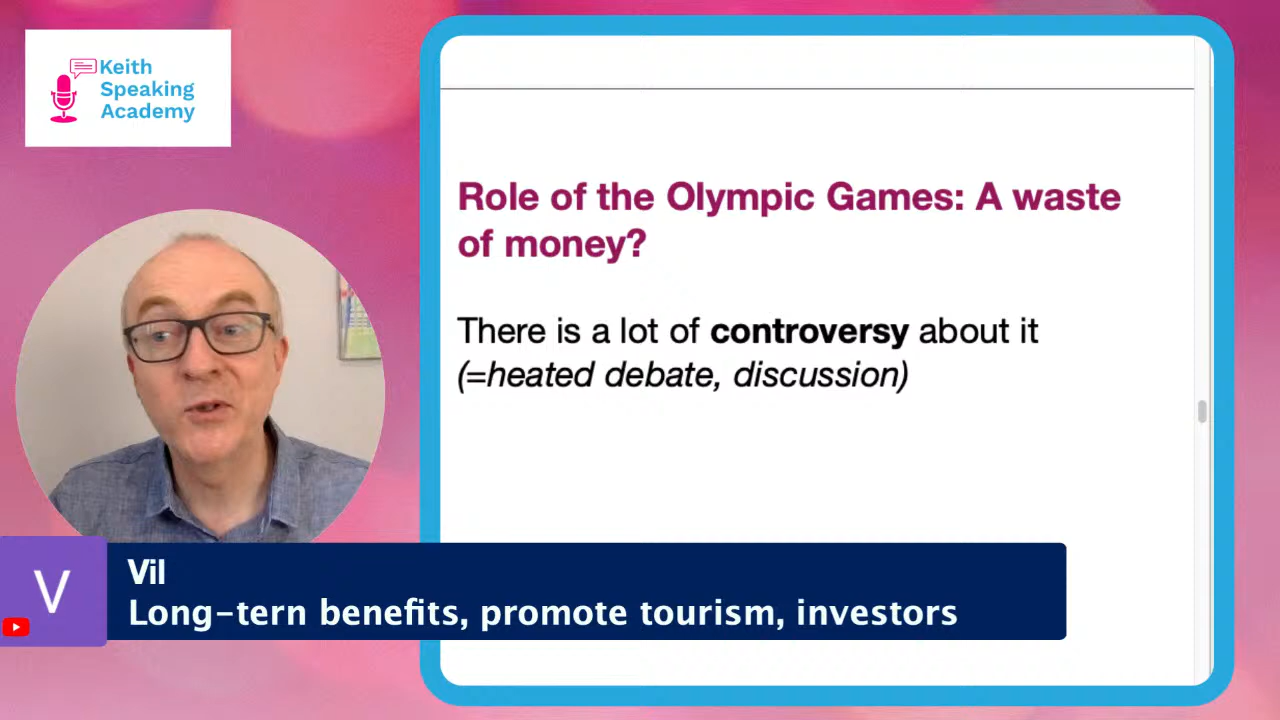 Keith
Speaking
Academy
Role of the Olympic Games: A waste
of money?
There is a lot of controversy about it
(=heated debate, discussion)
V
Vil
Long-tern benefits, promote tourism, investors